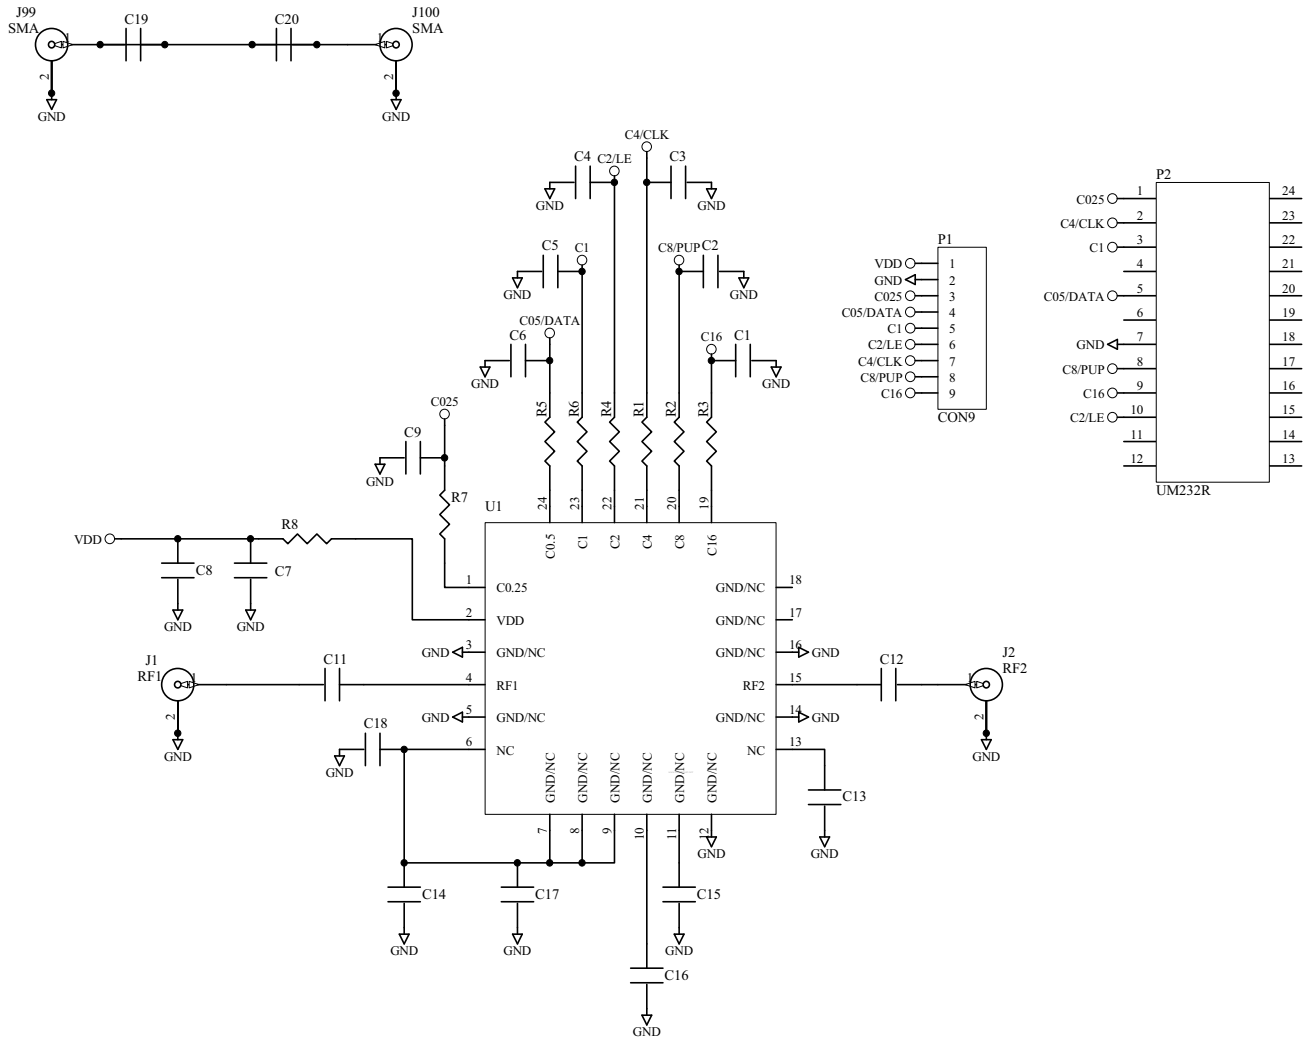 J99
SMA
1
2
GND
C19
C20
J100
SMA
1
2
GND
C4/CLK
C4
C2/LE
C3
GND
GND
C5
C1
C8/PUP
C2
GND
GND
C05/DATA
C6
C16
C1
GND
GND
C025
C9
GND
R7
R5
R6
R4
R1
R2
R3
U1
24
23
22
21
20
19
C0.5
C1
C2
C4
C8
C16
VDD
R8
C8
C7
GND
GND
1
C0.25
2
VDD
GND
3
GND/NC
4
RF1
GND
5
GND/NC
6
NC
GND/NC
18
GND/NC
17
GND/NC
16
GND
RF2
15
GND/NC
14
GND
NC
13
J1
RF1
1
2
GND
C11
C18
GND
C12
J2
RF2
1
2
GND
C13
GND
GND/NC
GND/NC
GND/NC
GND/NC
GND/NC
GND/NC
7
8
9
10
11
12
GND
C14
GND
C17
GND
C15
GND
C16
GND
P1
VDD
1
GND
2
C025
3
C05/DATA
4
C1
5
C2/LE
6
C4/CLK
7
C8/PUP
8
C16
9
CON9
P2
C025
1
24
C4/CLK
2
23
C1
3
22
4
21
C05/DATA
5
20
6
19
GND
7
18
C8/PUP
8
17
C16
9
16
C2/LE
10
15
11
14
12
13
UM232R